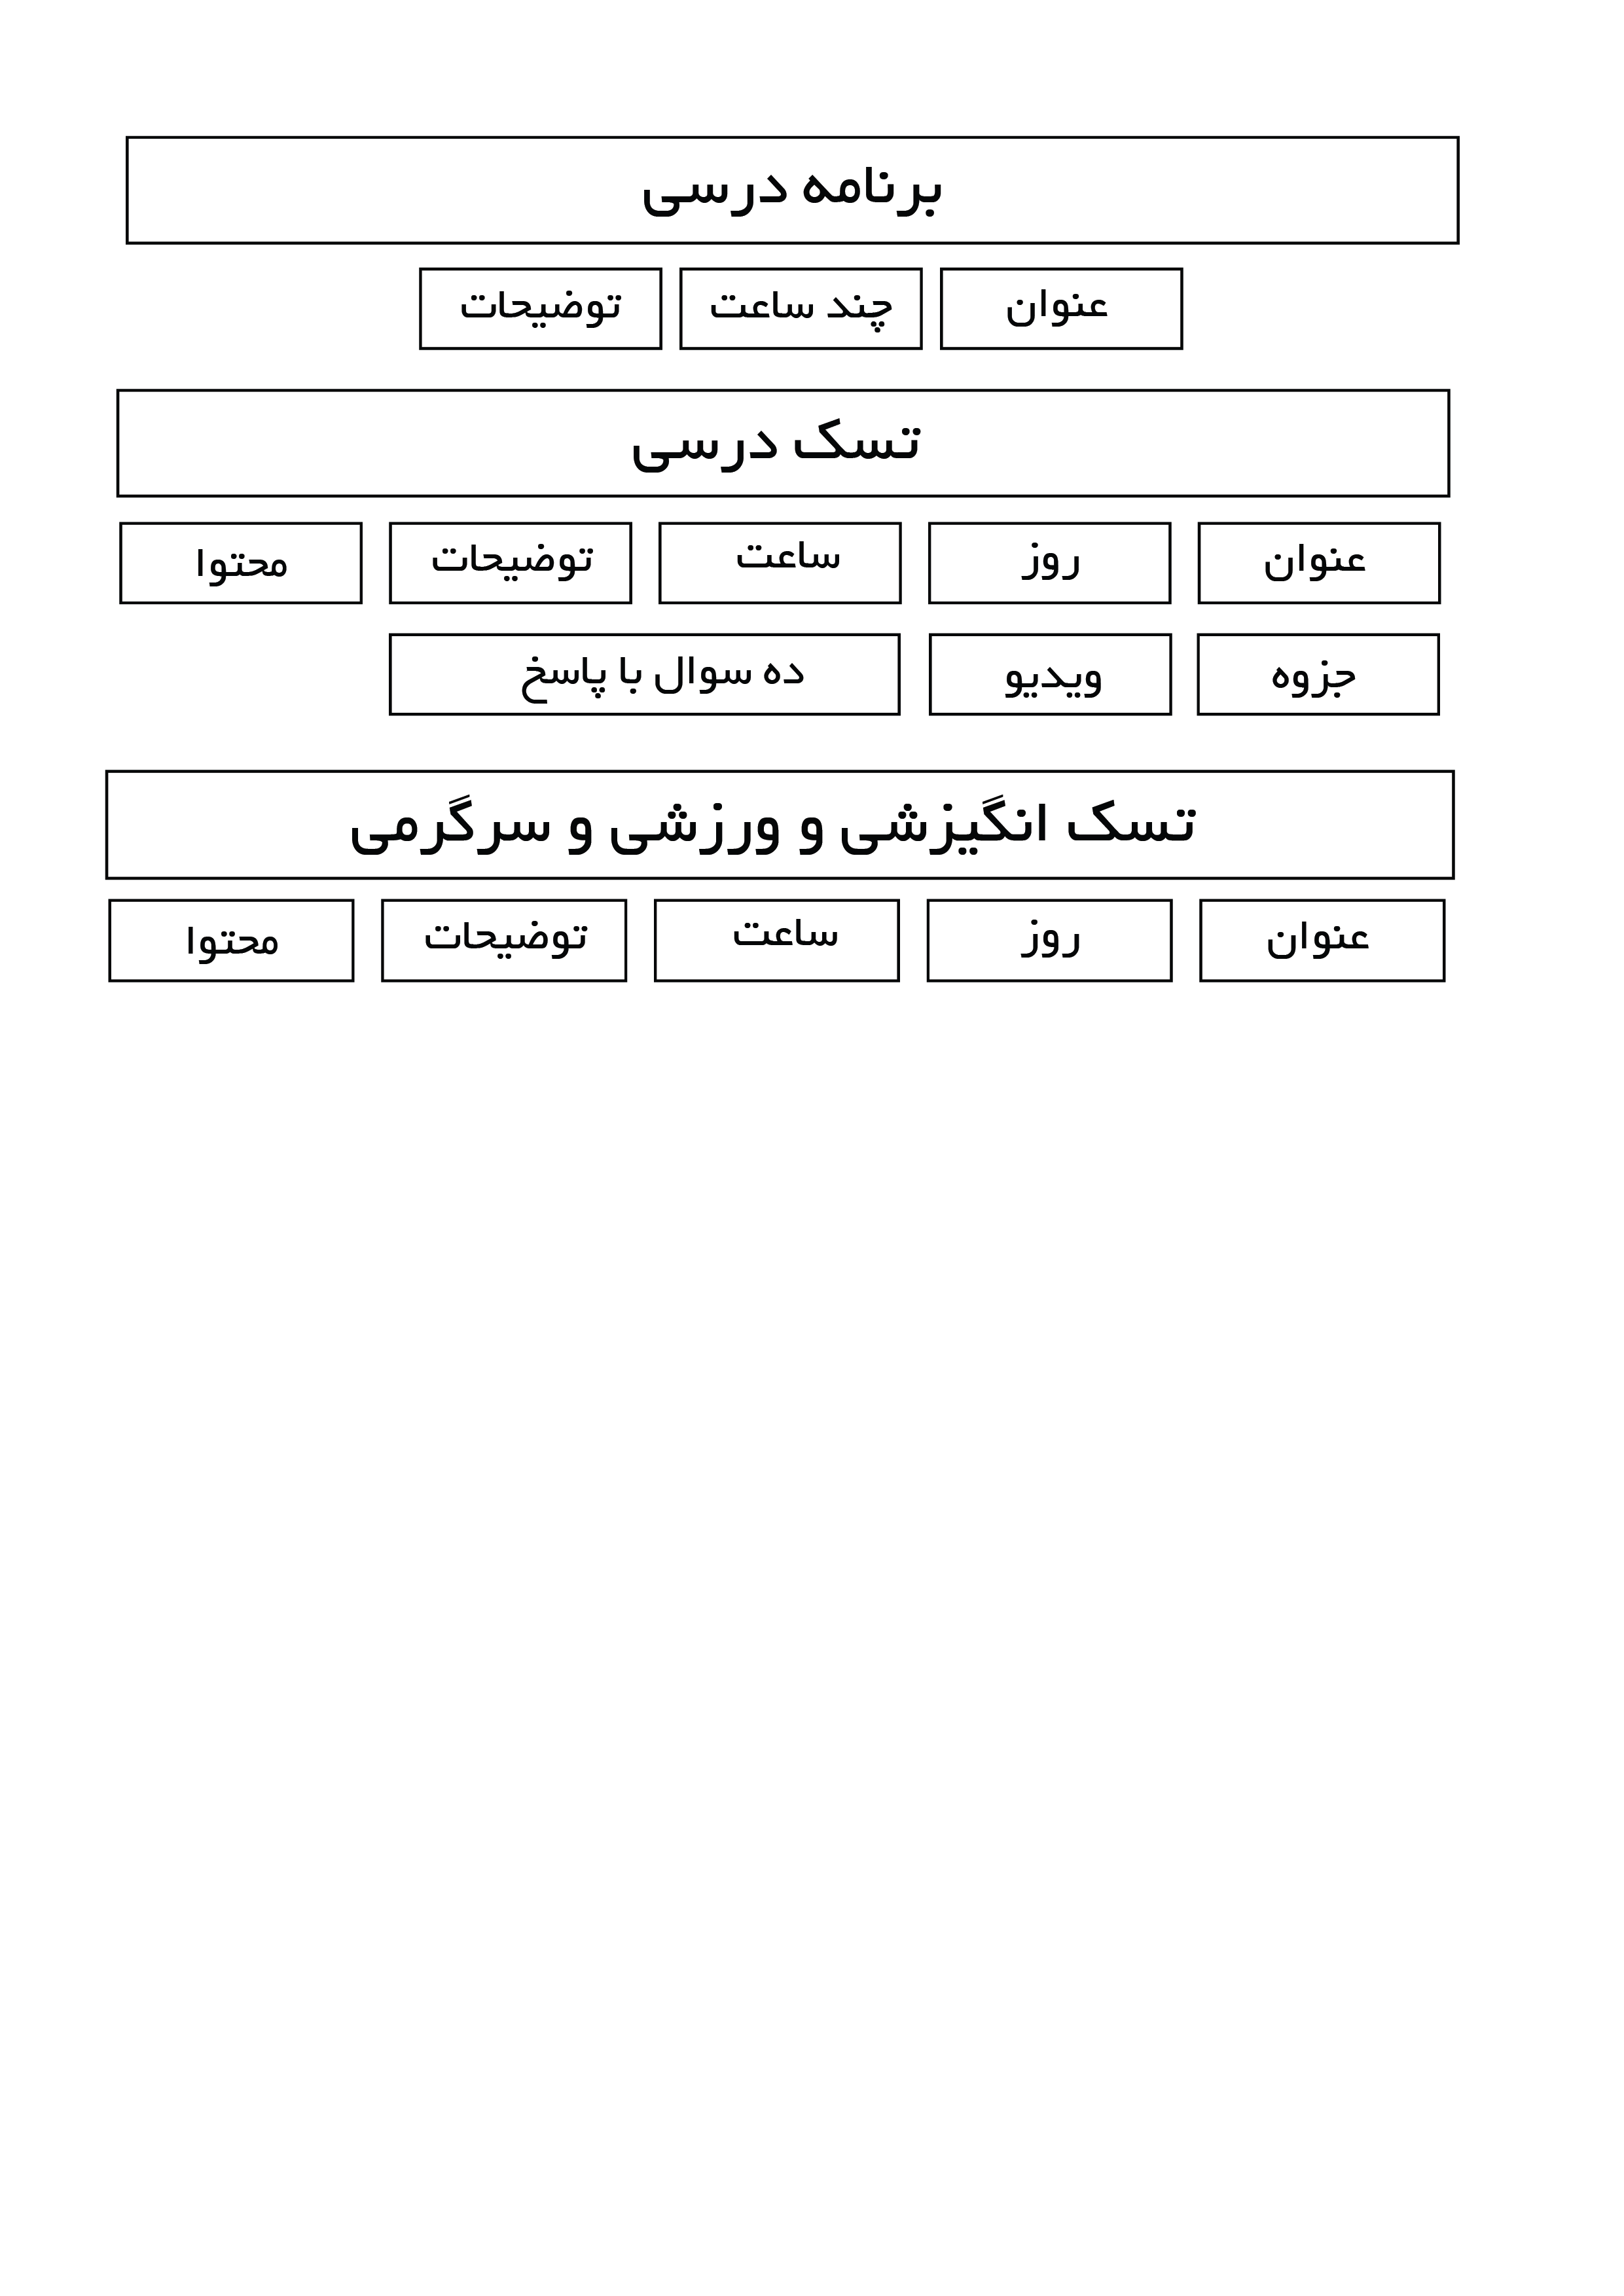 برنامه درسی
عنوان چند ساعت توضیحات
تسک درسی
عنوان روز ساعت توضیحات محتوا
جزوه ویدیو ده سوال با پاسخ
تسک انگیزشی و ورزشی و سرگرمی
عنوان روز ساعت توضیحات محتوا